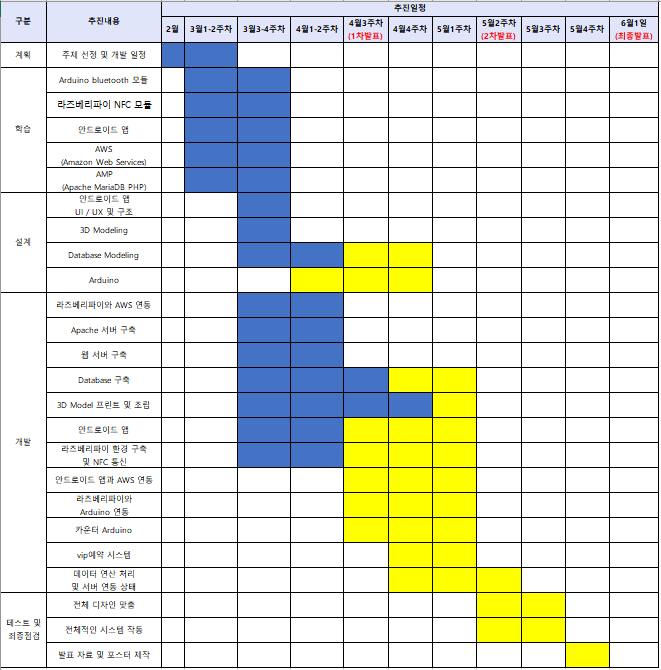 구분 추진내용 추진일정
2월 3월1-2주차 3월3-4주차 4월1-2주차 4월3주차 4월4주차 5월1주차 5월2주차 5월3주차 5월4주차 6월1일
(1차발표) (2차발표) (최종발표)
계획 주제 선정 및 개발 일정
학습 Arduino bluetooth 모듈
라즈베리파이 NFC 모듈
안드로이드 앱
AWS
(Amazon Web Services)
AMP
(Apache MariaDB PHP)
설계 안드로이드 앱
UI / UX 및 구조
3D Modeling
Database Modeling
Arduino
개발 라즈베리파이와 AWS 연동
Apache 서버 구축
웹 서버 구축
Database 구축
3D Model 프린트 및 조립
안드로이드 앱
라즈베리파이 환경 구축
및 NFC 통신
안드로이드 앱과 AWS 연동
라즈베리파이와
Arduino 연동
카운터 Arduino
vip예약 시스템
데이터 연산 처리
및 서버 연동 상태
테스트 및
최종점검
전체 디자인 맞춤
전체적인 시스템 작동
발표 자료 및 포스터 제작